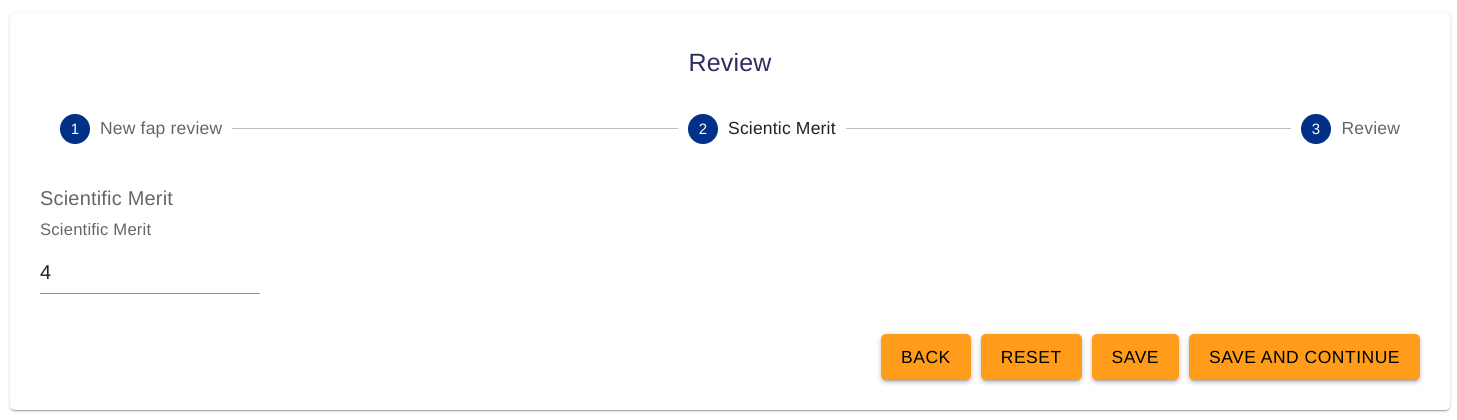 Review
1 New fap review 2 Scientic Merit 3 Review
Scientific Merit
Scientific Merit
4
BACK RESET SAVE SAVE AND CONTINUE